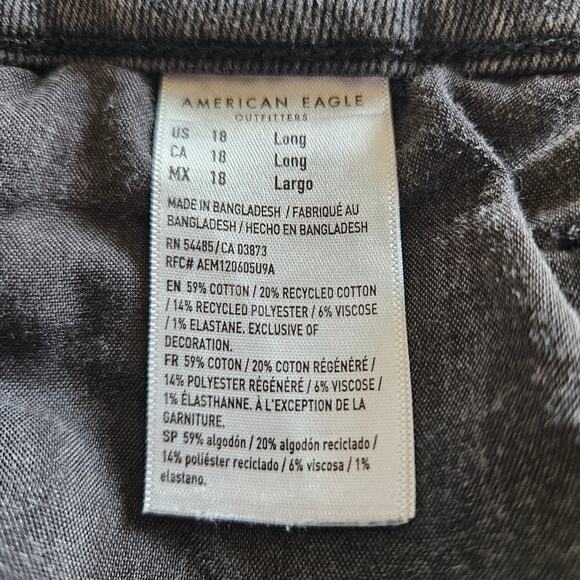 AMERICAN EAGLE
OUTFITTERS
US 18 Long
CA 18 Long
MX 18 Largo
MADE IN BANGLADESH / FABRIQUÉ AU
BANGLADESH / HECHO EN BANGLADESH
RN 54485/CA 03873
RFC# AEM120605U9A
EN 59% COTTON / 20% RECYCLED COTTON
/ 14% RECYCLED POLYESTER / 6% VISCOSE
/ 1% ELASTANE. EXCLUSIVE OF
DECORATION.
FR 59% COTON / 20% COTON RÉGÉNÉRÉ /
14% POLYESTER RÉGÉNÉRÉ / 6% VISCOSE /
1% ÉLASTHANNE. À L'EXCEPTION DE LA
GARNITURE.
SP 59% algodón / 20% algodón reciclado /
14% poliéster reciclado / 6% viscosa / 1%
elastano.